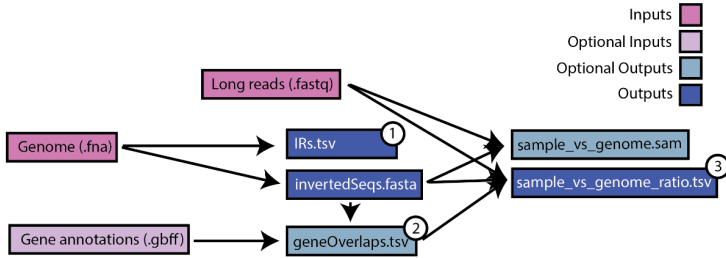 Inputs
Optional Inputs
Optional Outputs
Outputs
Long reads (.fastq)
1
Genome (.fna)
IRs.tsv
sample_vs_genome.sam
3
invertedSeqs.fasta
sample_vs_genome_ratio.tsv
2
Gene annotations (.gbff)
geneOverlaps.tsv